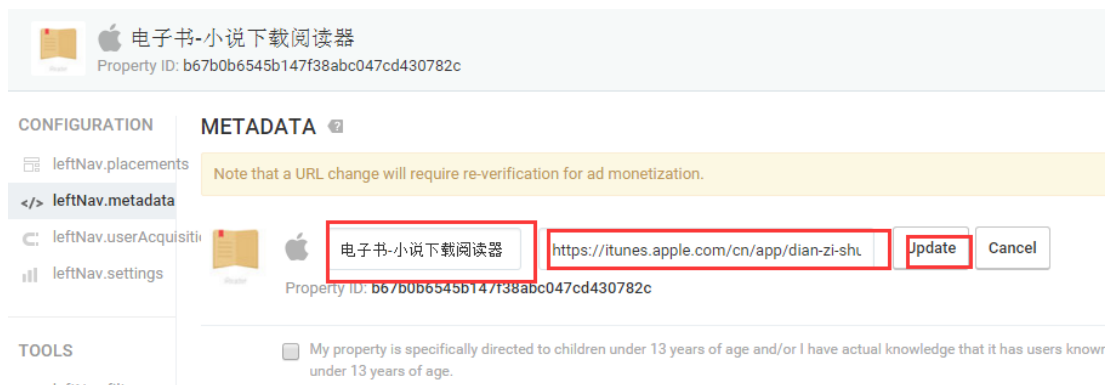 电子书-小说下载阅读器
Property ID: b67b0b6545b147f38abc047cd430782c
CONFIGURATION
leftNav.placements
leftNav.metadata
leftNav.userAcquisiti
leftNav.settings
TOOLS
METADATA
Note that a URL change will require re-verification for ad monetization.
电子书-小说下载阅读器 https://itunes.apple.com/cn/app/dian-zi-shu Update Cancel
Property ID: b67b0b6545b147f38abc047cd430782c
My property is specifically directed to children under 13 years of age and/or I have actual knowledge that it has users known
under 13 years of age.